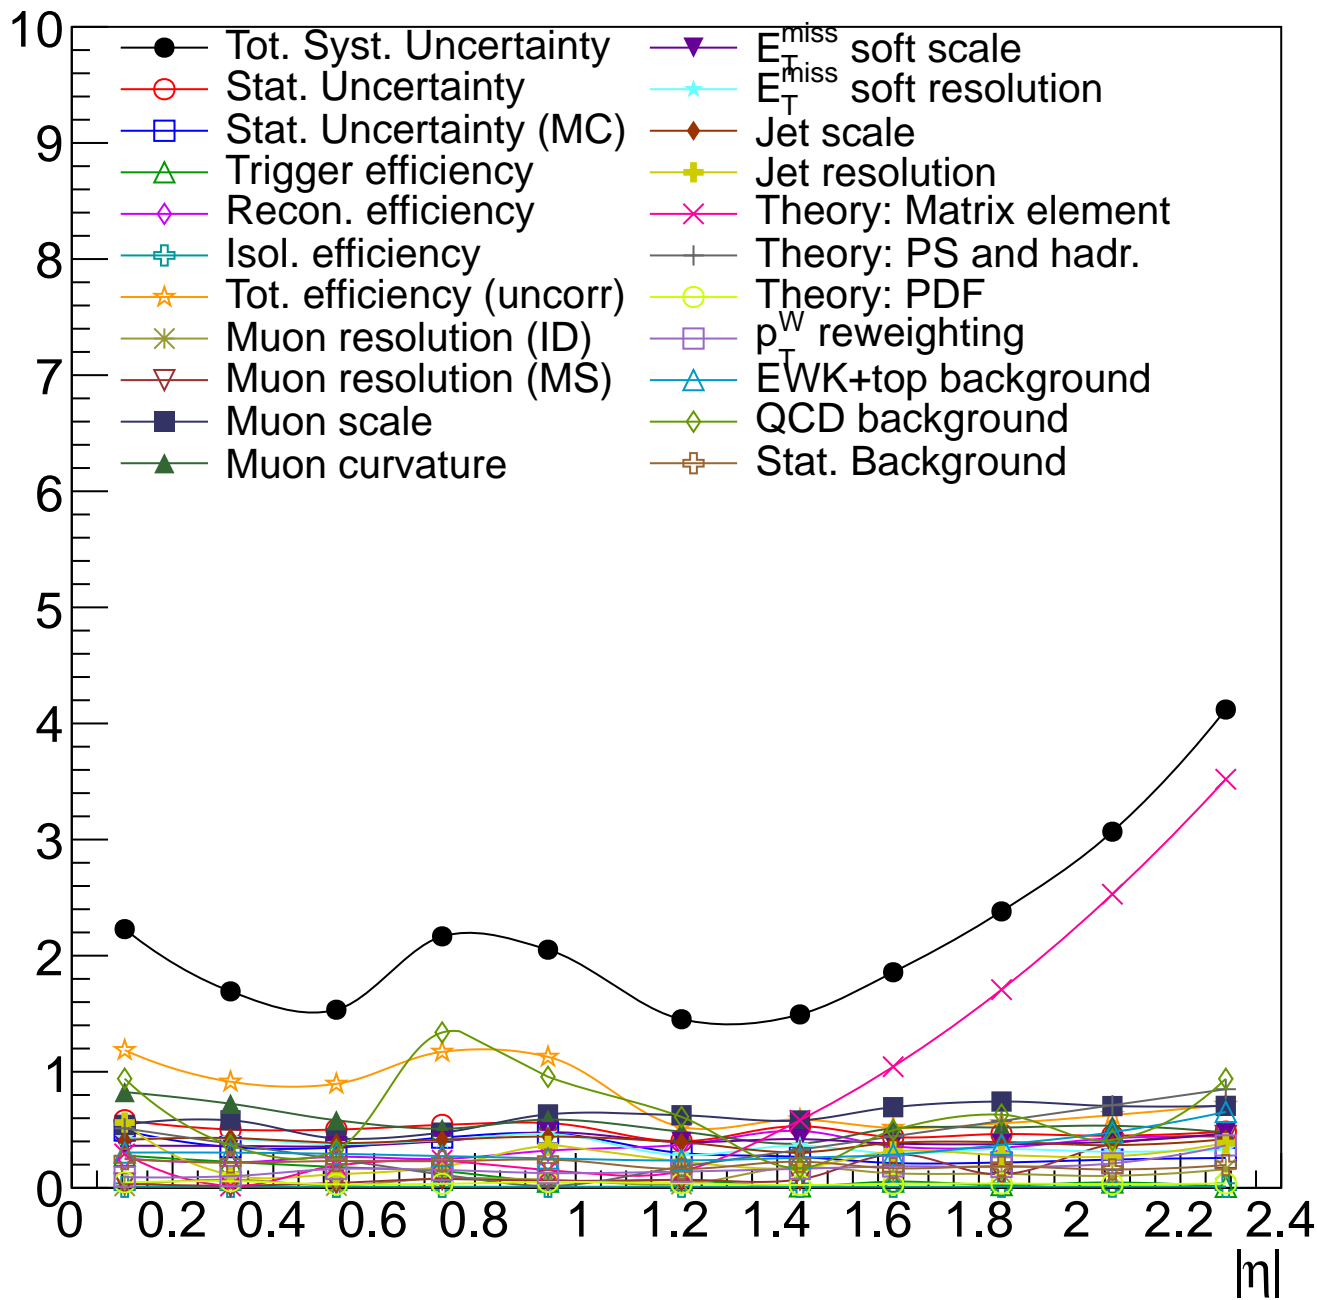 10
9
8
7
6
5
4
3
2
1
0
Tot. Syst. Uncertainty
Stat. Uncertainty
Stat. Uncertainty (MC)
Trigger efficiency
Recon. efficiency
Isol. efficiency
Tot. efficiency (uncorr)
Muon resolution (ID)
Muon resolution (MS)
Muon scale
Muon curvature
E_T^miss soft scale
E_T^miss soft resolution
Jet scale
Jet resolution
Theory: Matrix element
Theory: PS and hadr.
Theory: PDF
p_T^W reweighting
EWK+top background
QCD background
Stat. Background
0 0.2 0.4 0.6 0.8 1 1.2 1.4 1.6 1.8 2 2.2 2.4
|η|